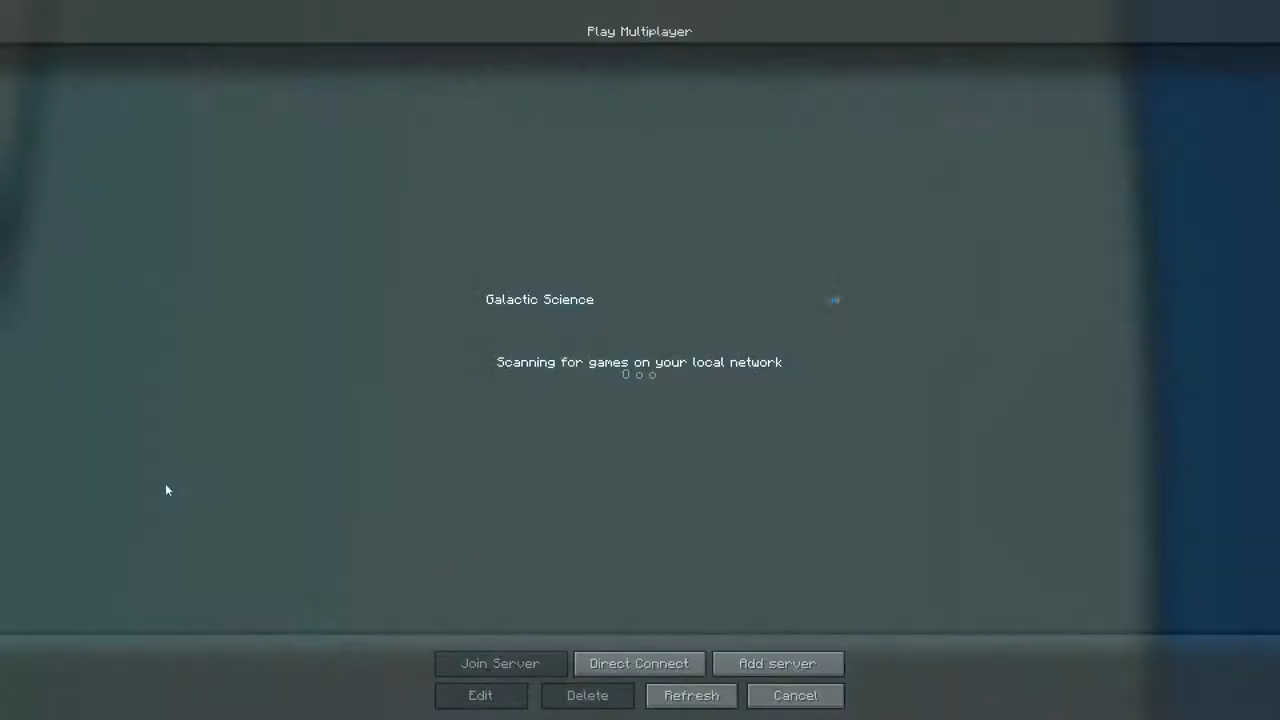 Play Multiplayer
Galactic Science
Scanning for games on your local network
O o o
Join Server
Direct Connect
Add server
Edit
Delete
Refresh
Cancel